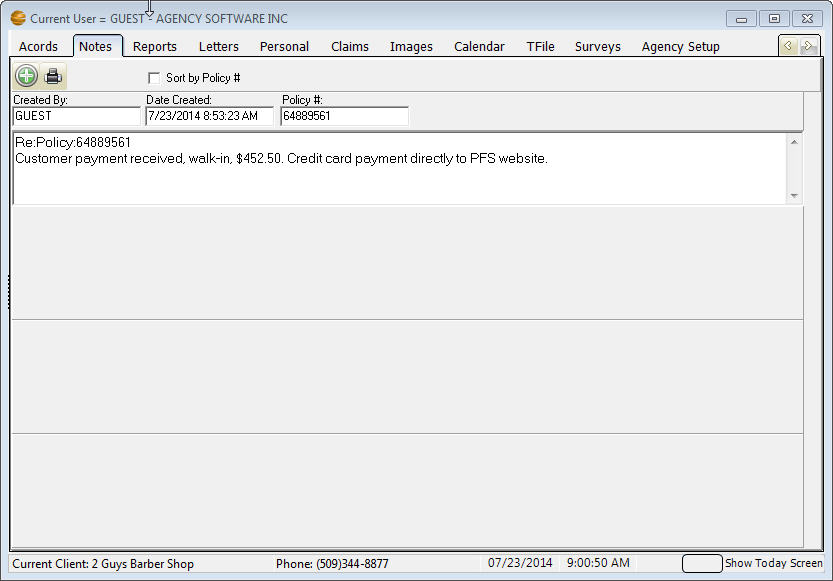 Current User = GUEST - AGENCY SOFTWARE INC
Acords Notes Reports Letters Personal Claims Images Calendar TFile Surveys Agency Setup
Sort by Policy #
Created By: Date Created: Policy #:
GUEST 7/23/2014 8:53:23 AM 64889561
Re:Policy:64889561
Customer payment received, walk-in, $452.50. Credit card payment directly to PFS website.
Current Client: 2 Guys Barber Shop Phone: (509)344-8877 07/23/2014 9:00:50 AM Show Today Screen